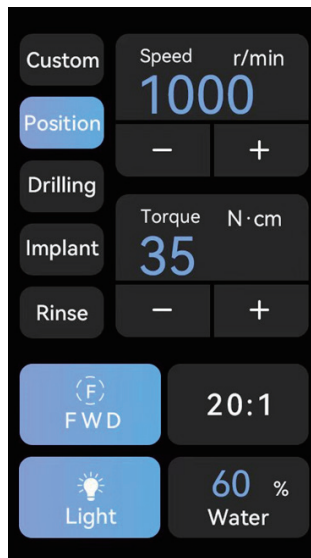 Custom
Position
Drilling
Implant
Rinse
Speed r/min
1000
− +
Torque N·cm
35
− +
(F)
FWD
20:1
Light
60 %
Water